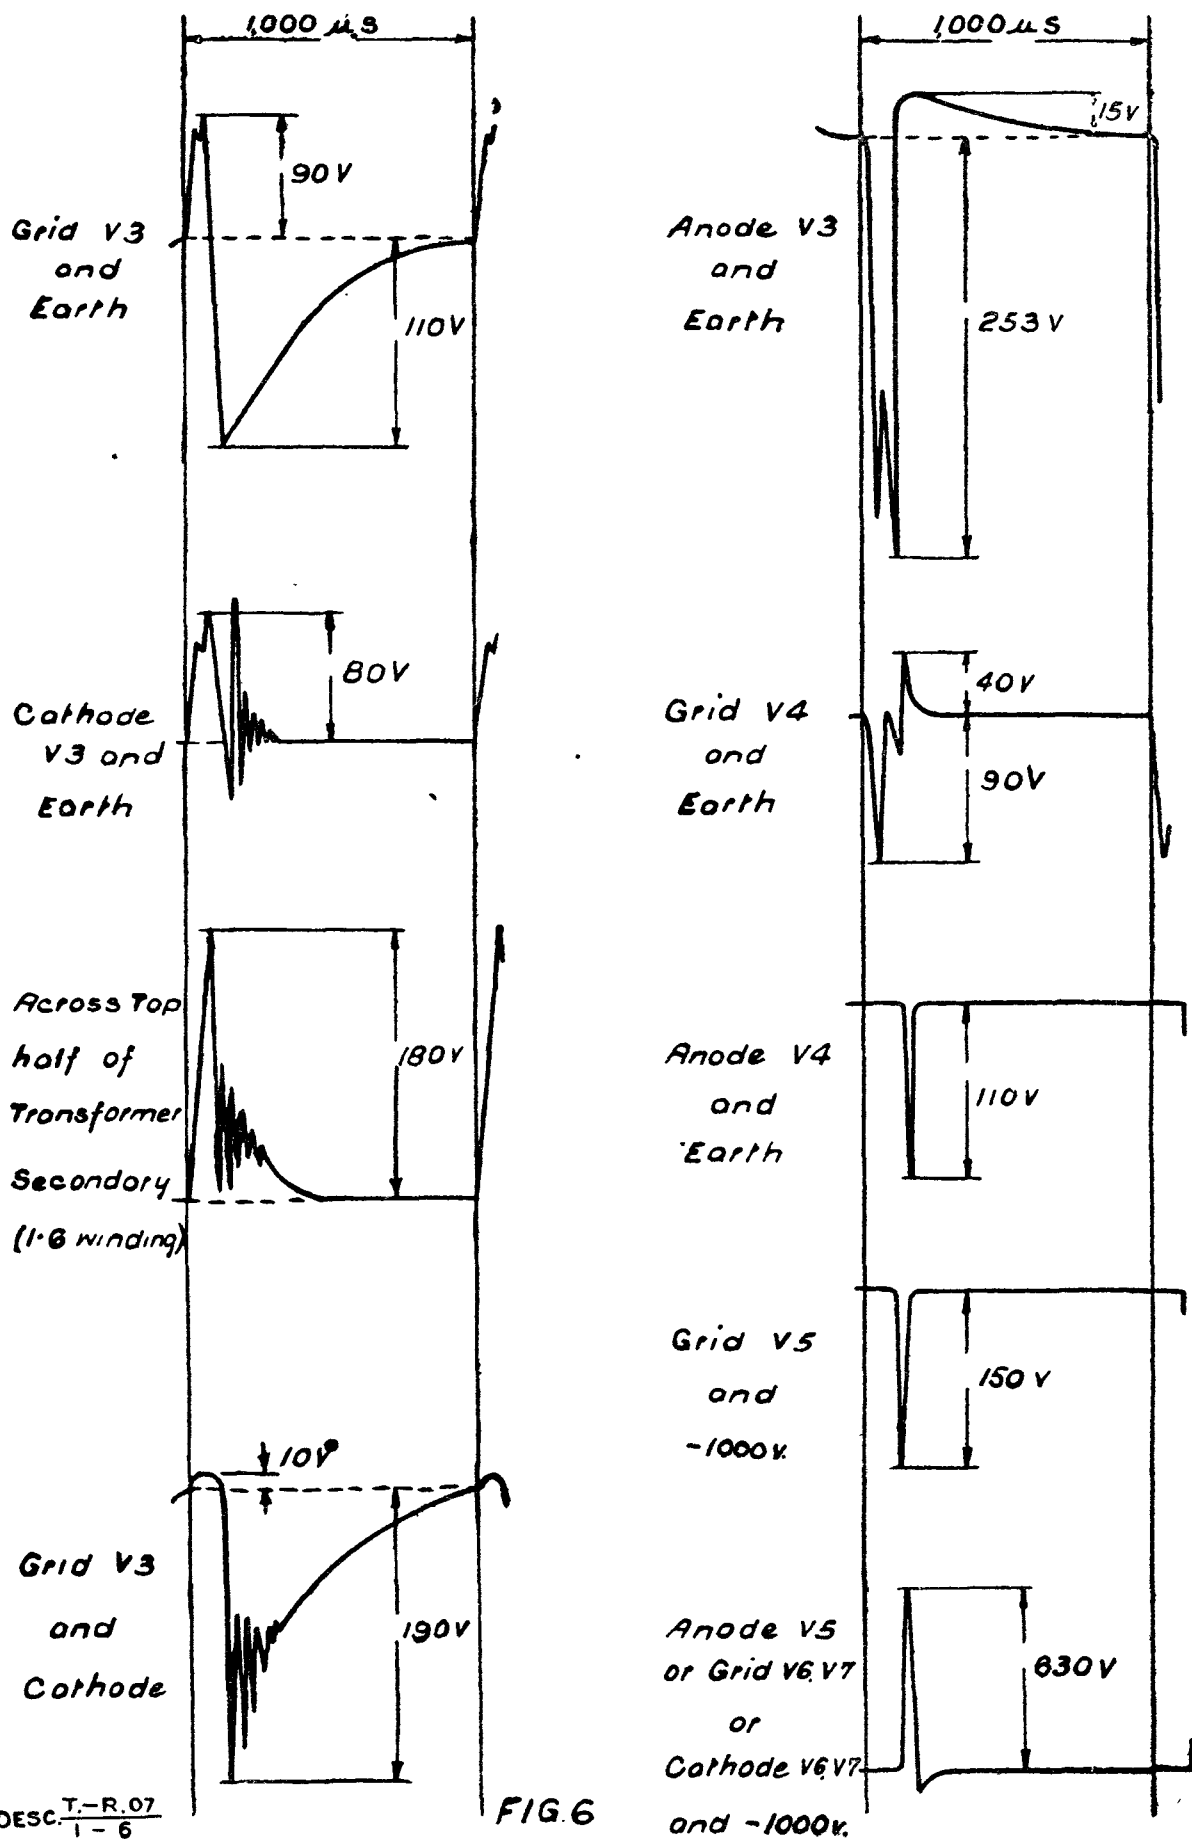 1,000 µs
90V
Grid V3
and
Earth
110V
80V
Cathode
V3 and
Earth
Across Top
half of
Transformer
Secondary
(1·6 winding)
180V
10V
Grid V3
and
Cathode
190V
1,000 µs
15V
Anode V3
and
Earth
253V
40V
Grid V4
and
Earth
90V
Anode V4
and
Earth
110V
Grid V5
and
-1000V.
150V
Anode V5
or Grid V6,V7
or
Cathode V6,V7
and -1000V.
630V
DESC. T.-R.07
1-6
FIG.6